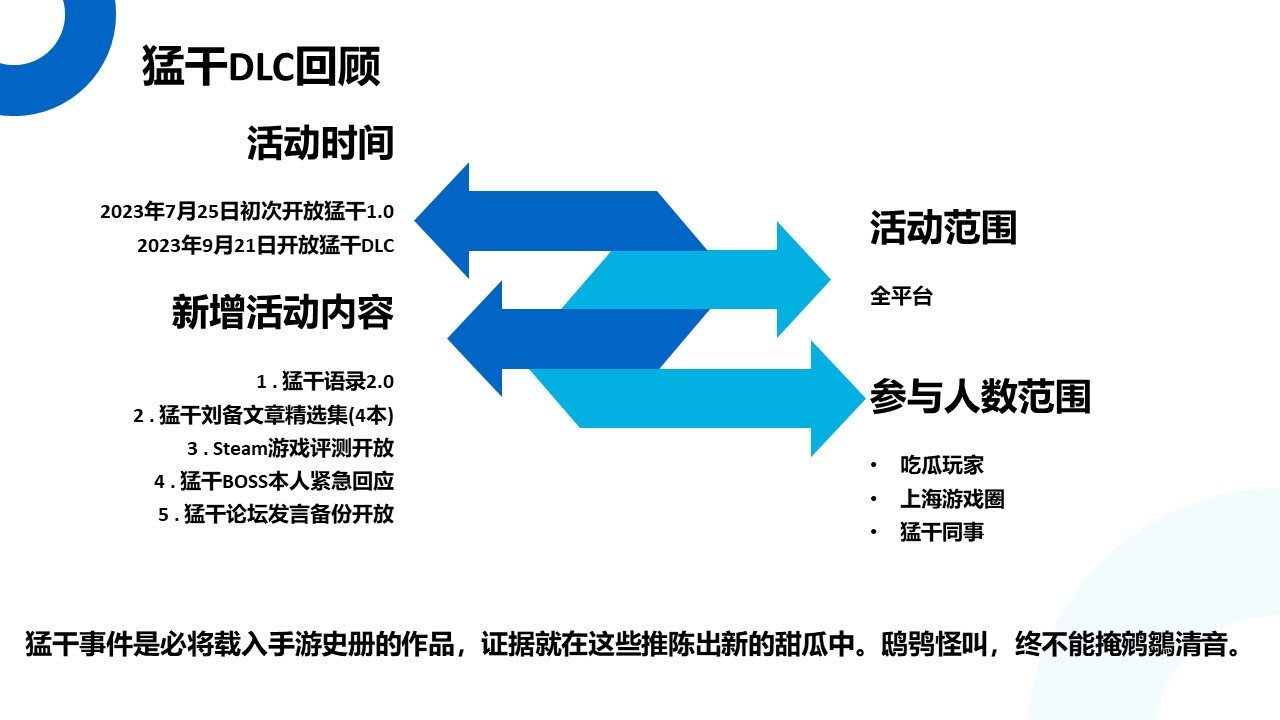 猛干DLC回顾
活动时间
2023年7月25日初次开放猛干1.0
2023年9月21日开放猛干DLC
新增活动内容
1 . 猛干语录2.0
2 . 猛干刘备文章精选集(4本)
3 . Steam游戏评测开放
4 . 猛干BOSS本人紧急回应
5 . 猛干论坛发言备份开放
活动范围
全平台
参与人数范围
• 吃瓜玩家
• 上海游戏圈
• 猛干同事
猛干事件是必将载入手游史册的作品，证据就在这些推陈出新的甜瓜中。鸱鸮怪叫，终不能掩鹓鶵清音。